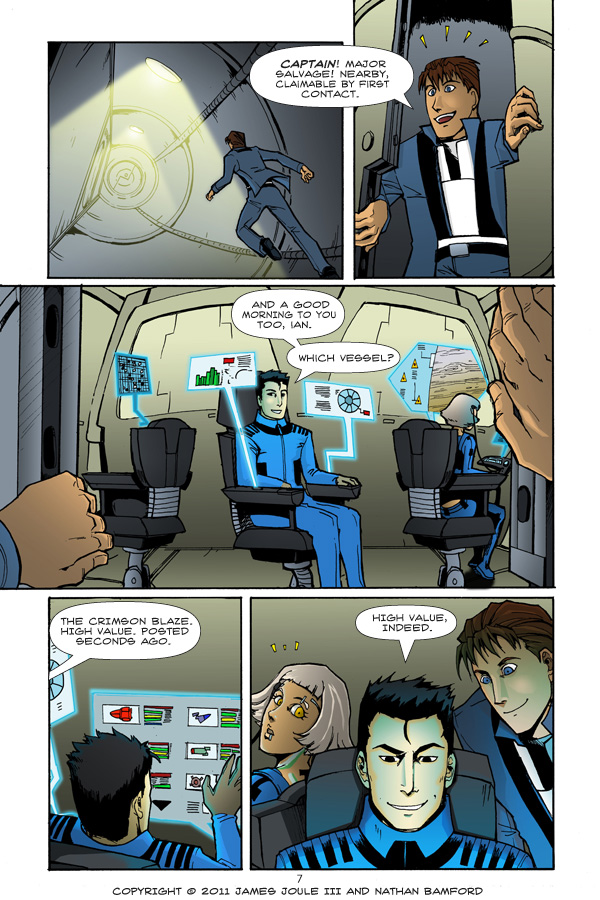 CAPTAIN! MAJOR
SALVAGE! NEARBY,
CLAIMABLE BY FIRST
CONTACT.
AND A GOOD
MORNING TO YOU
TOO, IAN.
WHICH VESSEL?
THE CRIMSON BLAZE.
HIGH VALUE. POSTED
SECONDS AGO.
HIGH VALUE,
INDEED.
7
COPYRIGHT © 2011 JAMES JOULE III AND NATHAN BAMFORD